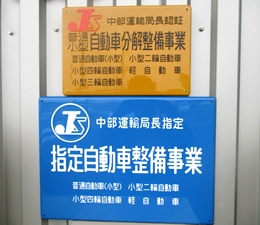 JS 中部運輸局長認証
普通
小型 自動車分解整備事業
普通自動車(小型) 小型二輪自動車
小型四輪自動車 軽自動車
小型三輪自動車
JS 中部運輸局長指定
指定自動車整備事業
普通自動車(小型) 小型二輪自動車
小型四輪自動車 軽自動車